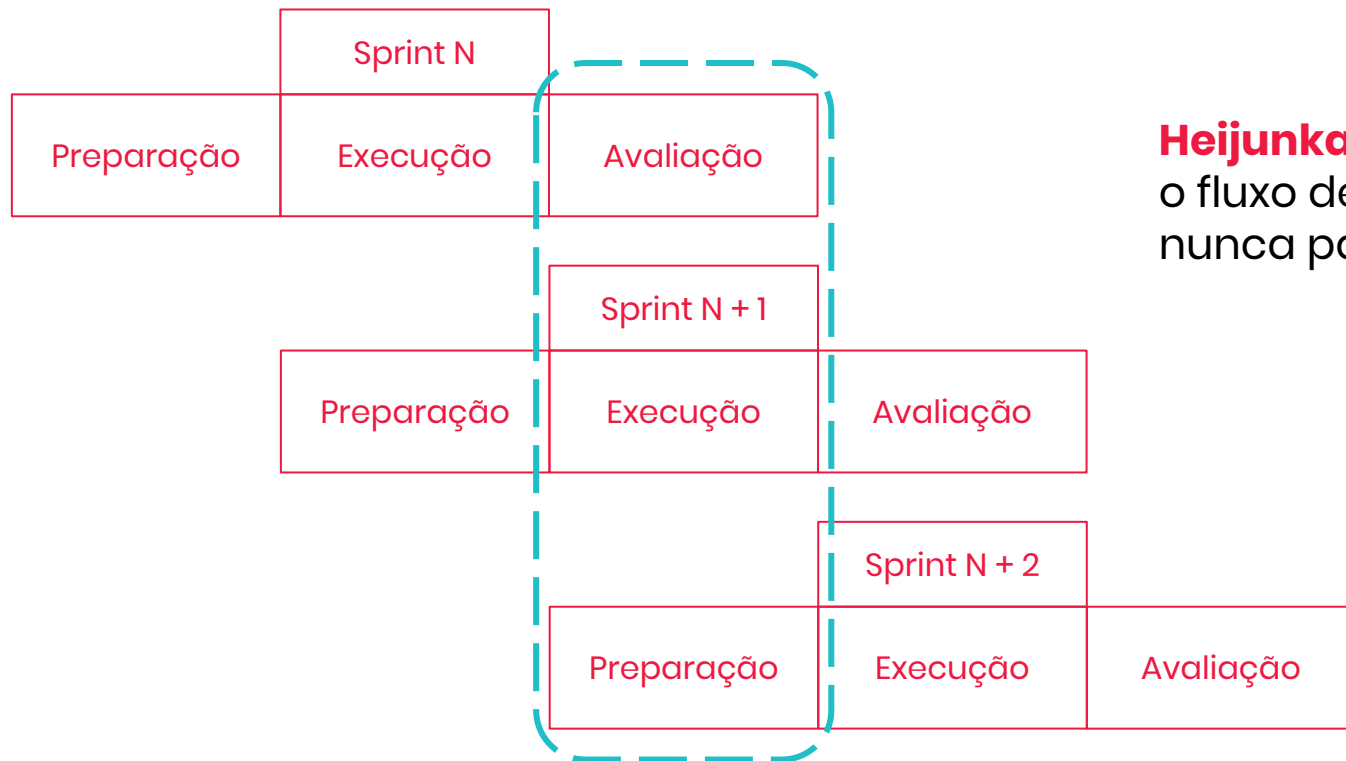 Sprint N
Preparação
Execução
Avaliação
Heijunka
o fluxo de
nunca
Sprint N + 1
Preparação
Execução
Avaliação
Sprint N + 2
Preparação
Execução
Avaliação